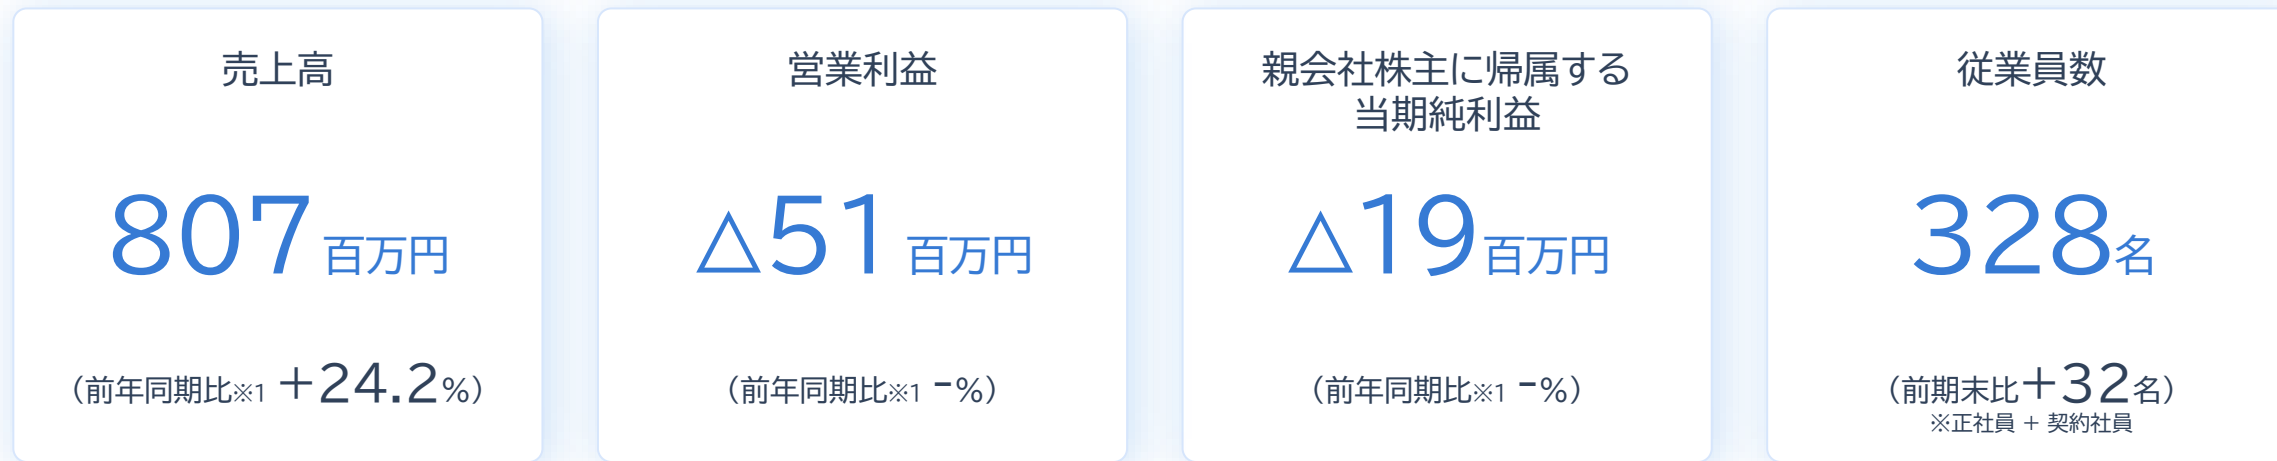 売上高
807百万円
（前年同期比※1 +24.2%）
営業利益
△51百万円
（前年同期比※1 -%）
親会社株主に帰属する
当期純利益
△19百万円
（前年同期比※1 -%）
従業員数
328名
（前期末比+32名）
※正社員 + 契約社員